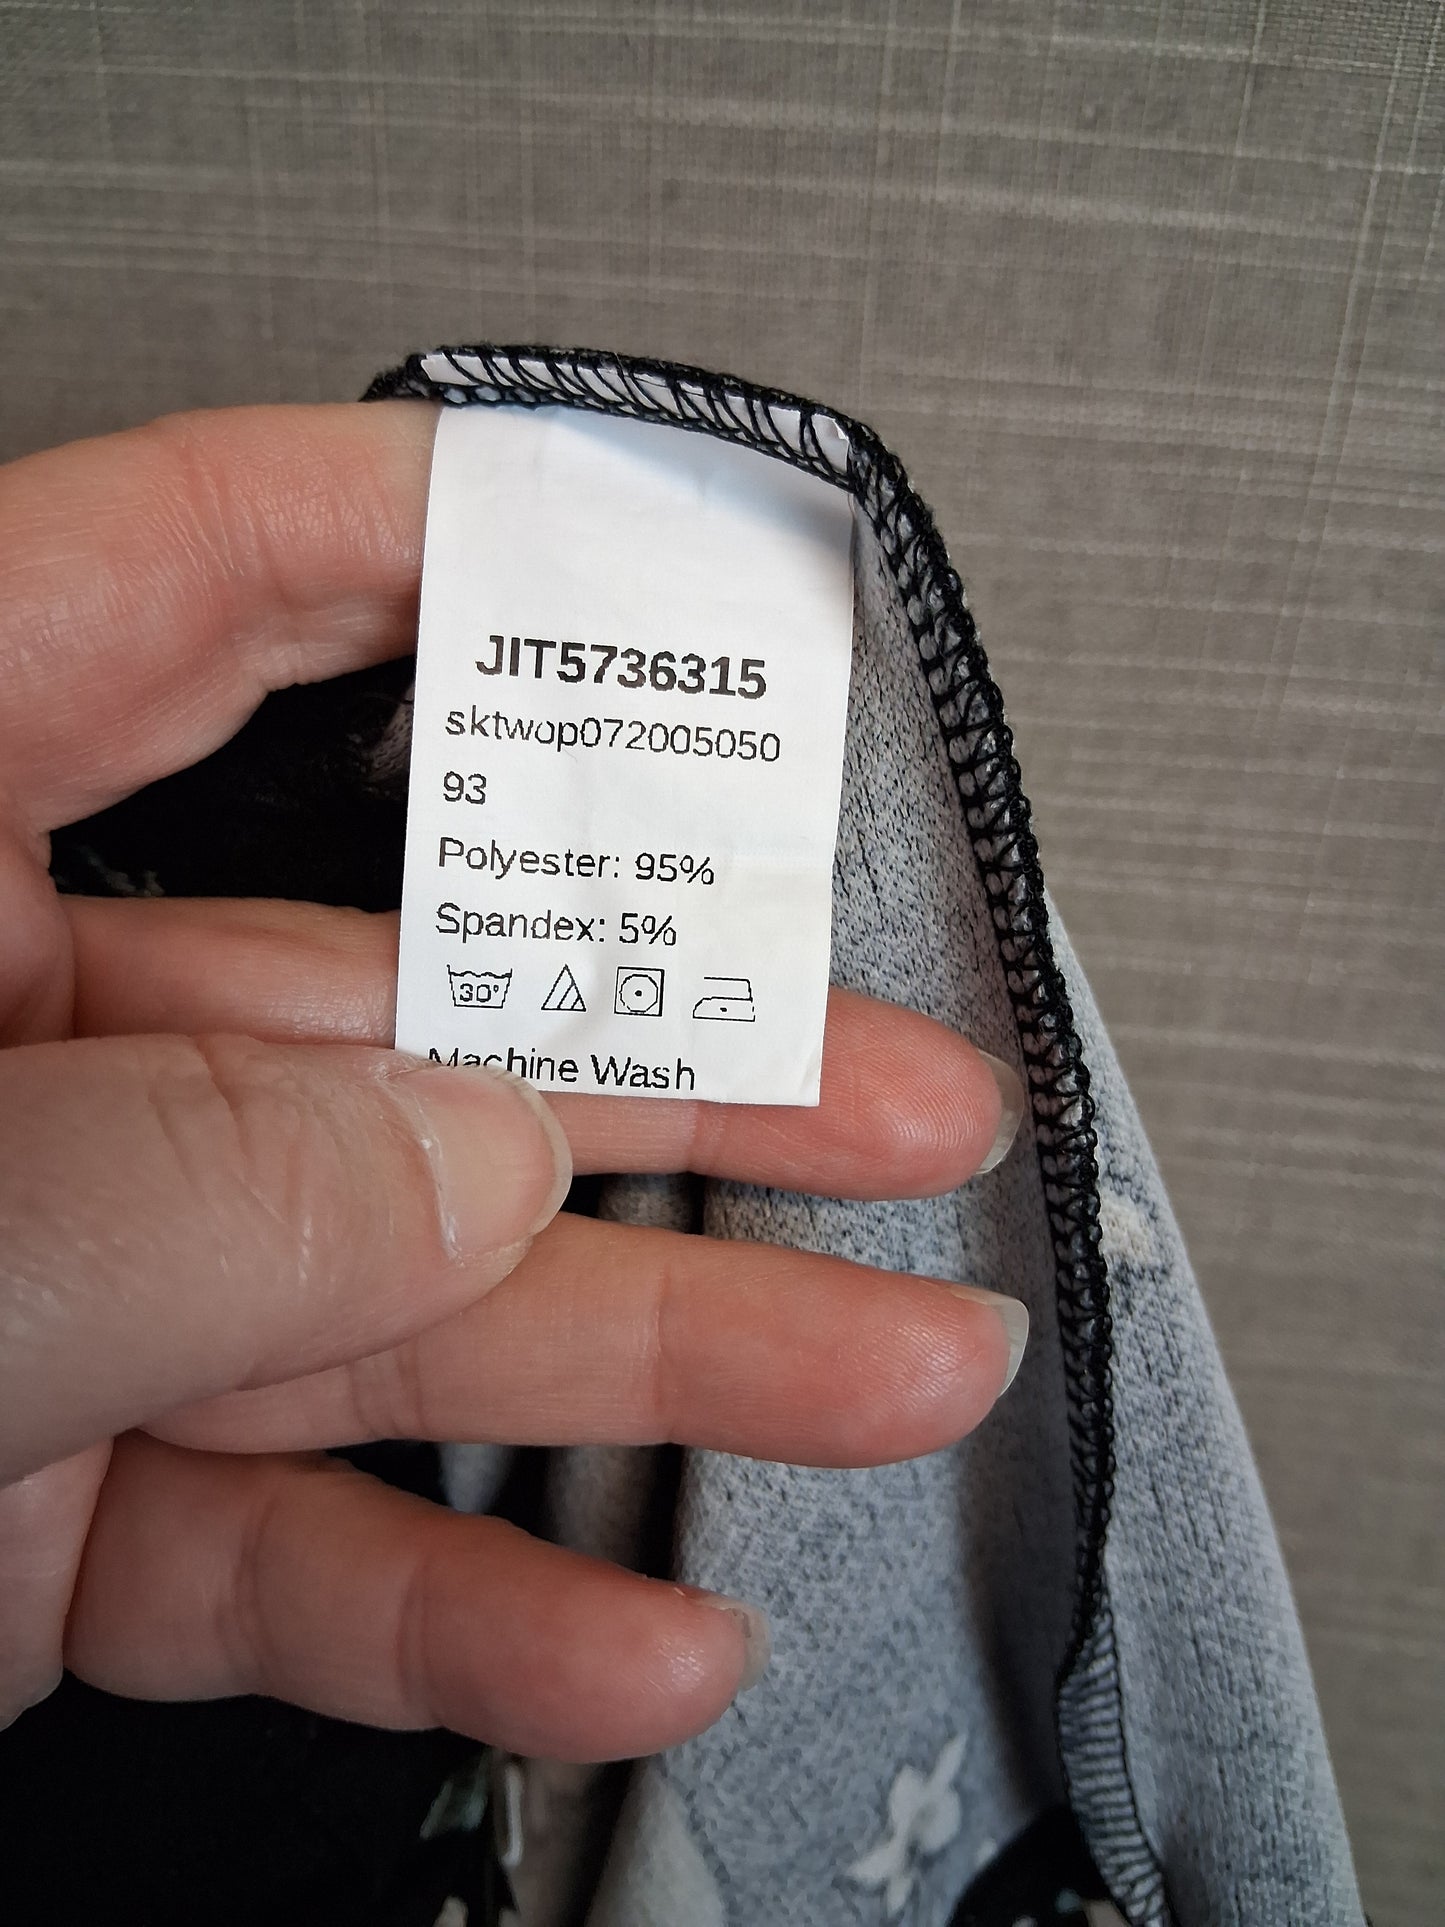 JIT5736315
sktwop072005050
93
Polyester: 95%
Spandex: 5%
30°
Machine Wash